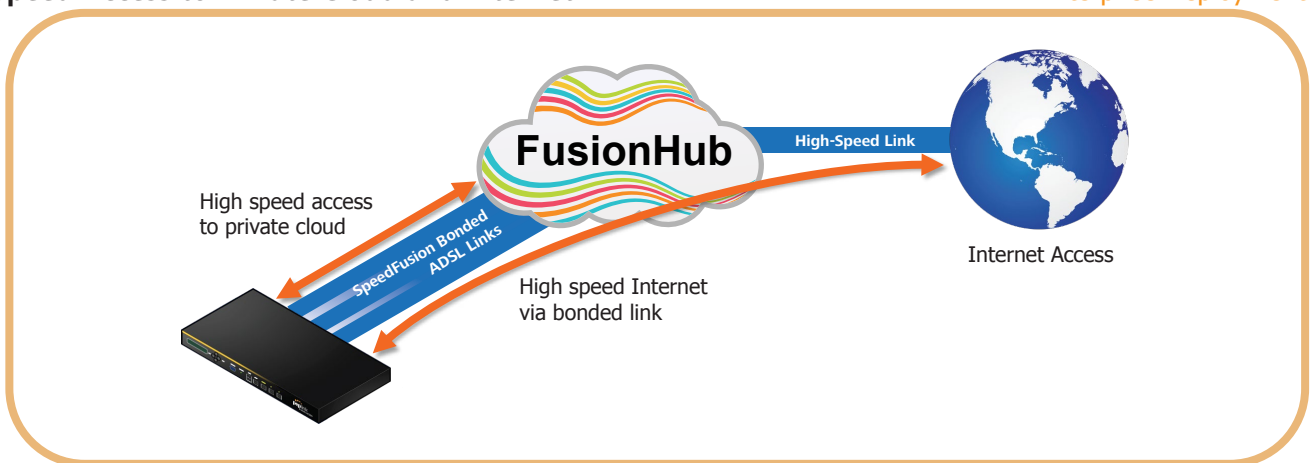 FusionHub
High-Speed Link
High speed access
to private cloud
SpeedFusion Bonded
ADSL Links
Internet Access
High speed Internet
via bonded link